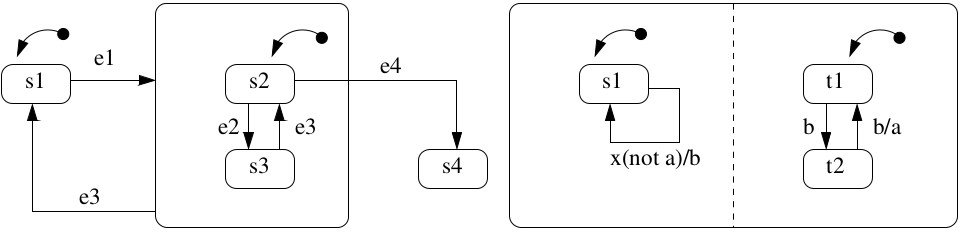 e1
s1
s2
e4
e2
e3
s3
s4
e3
s1
x(not a)/b
t1
b
b/a
t2